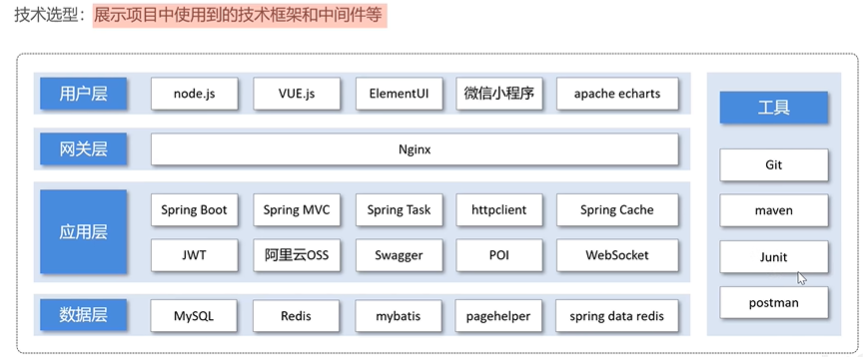 技术选型：展示项目中使用到的技术框架和中间件等
用户层 node.js VUE.js ElementUI 微信小程序 apache echarts
网关层 Nginx
应用层
Spring Boot Spring MVC Spring Task httpclient Spring Cache
JWT 阿里云OSS Swagger POI WebSocket
数据层 MySQL Redis mybatis pagehelper spring data redis
工具
Git
maven
Junit
postman